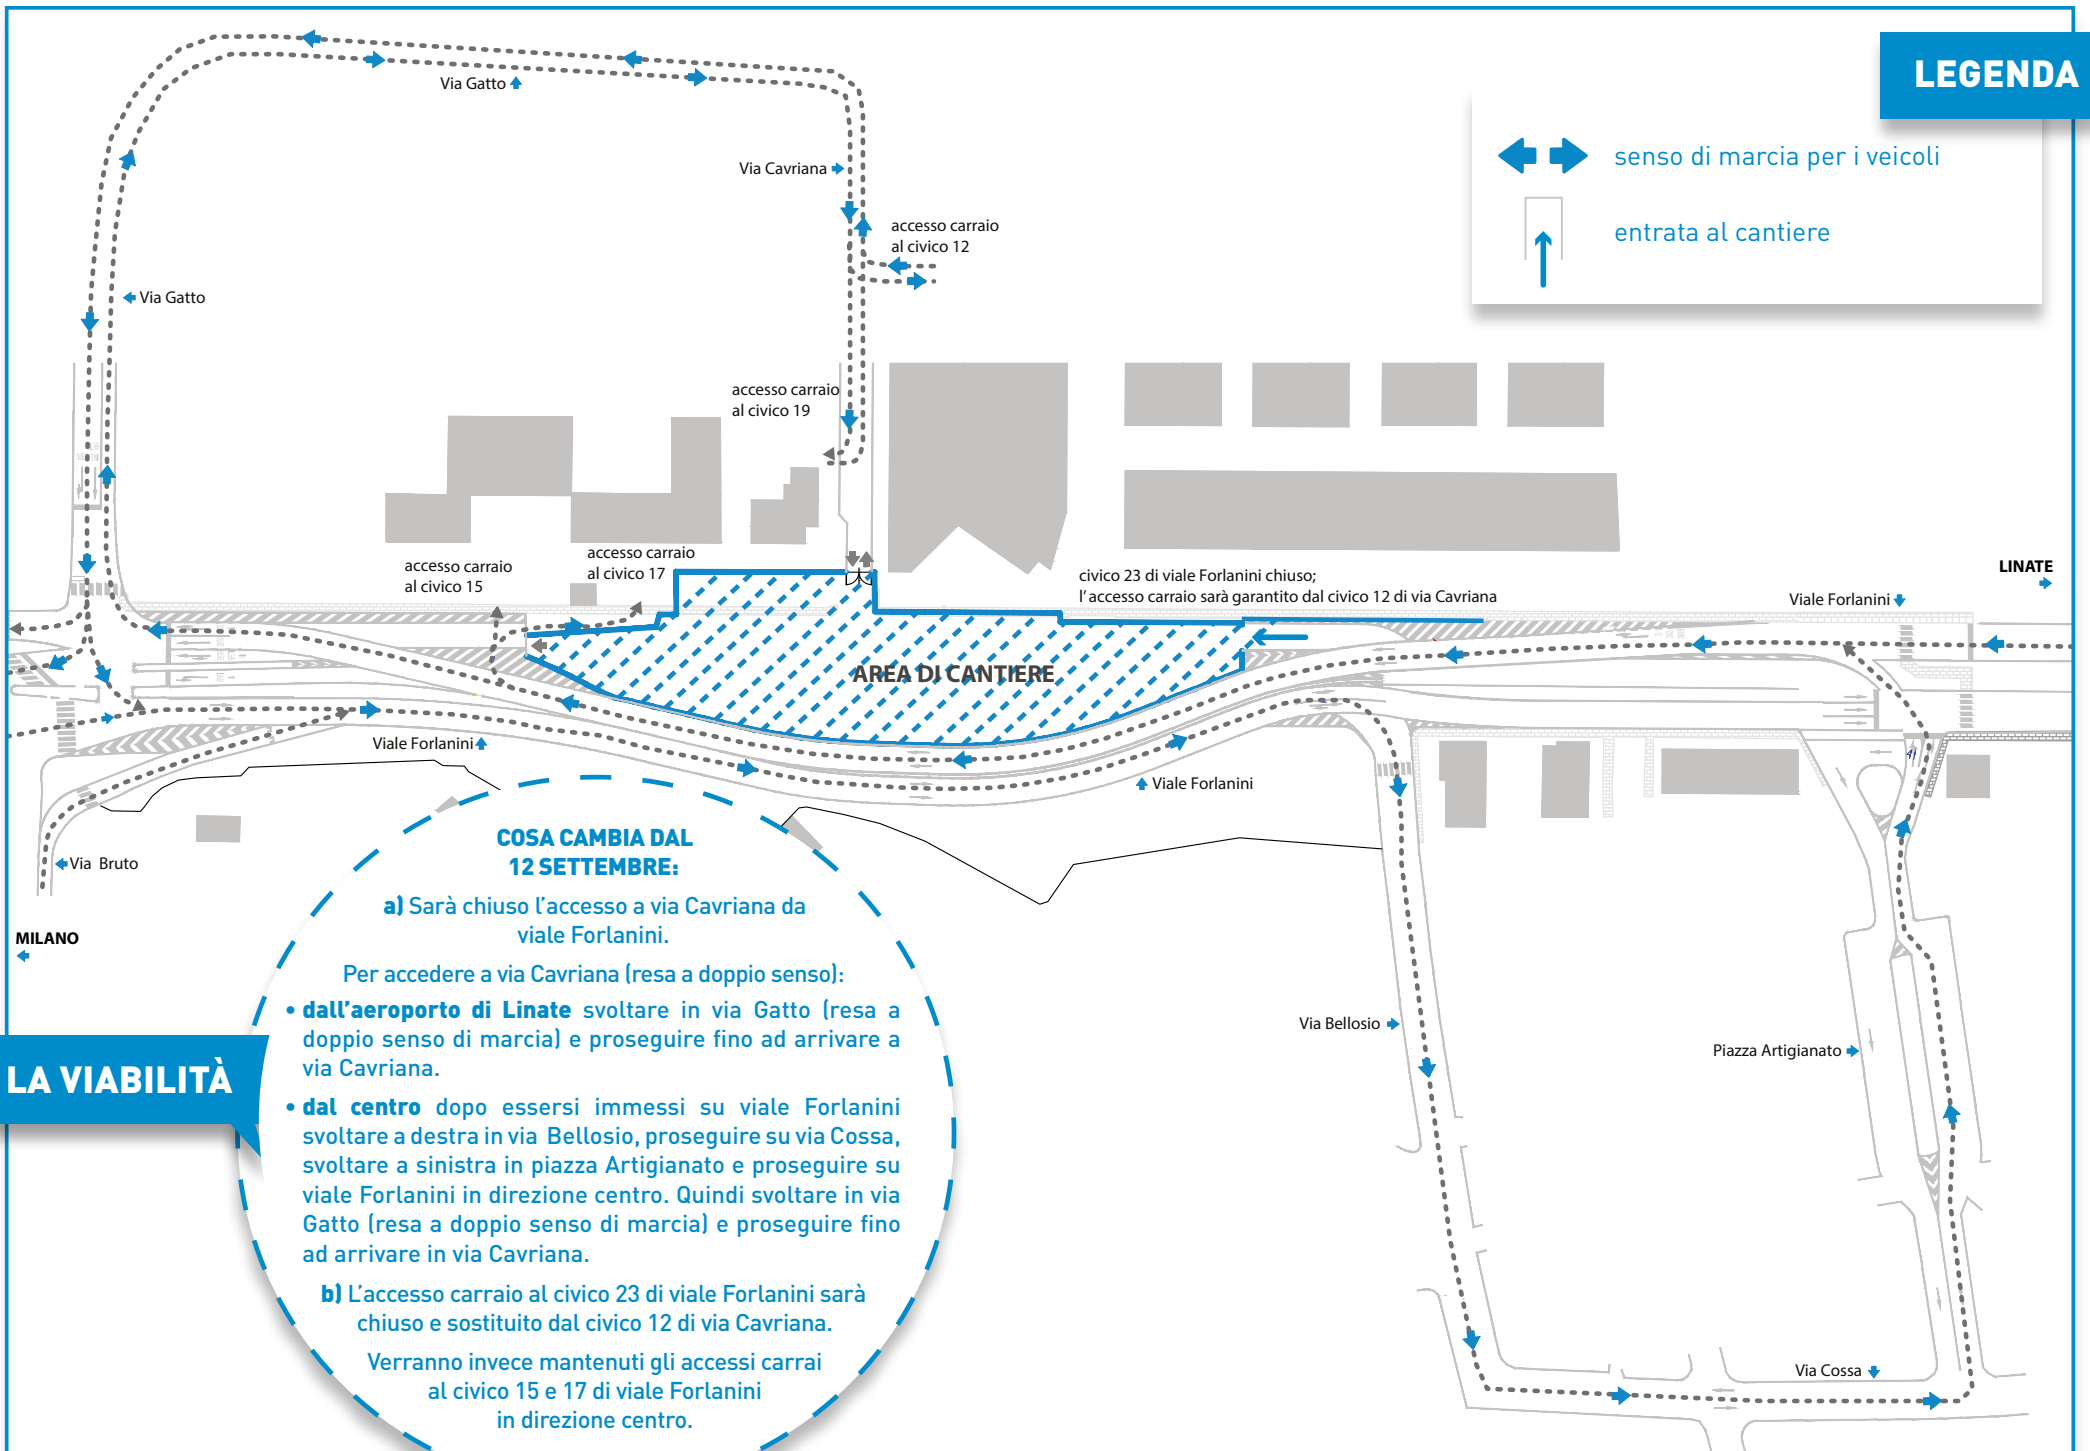 LEGENDA
senso di marcia per i veicoli
entrata al cantiere
Via Gatto
Via Cavriana
accesso carraio
al civico 12
Via Gatto
accesso carraio
al civico 19
accesso carraio
al civico 15
accesso carraio
al civico 17
civico 23 di viale Forlanini chiuso;
l'accesso carraio sarà garantito dal civico 12 di via Cavriana
LINATE
Viale Forlanini
AREA DI CANTIERE
Viale Forlanini
Viale Forlanini
Via Bruto
MILANO
LA VIABILITÀ
COSA CAMBIA DAL
12 SETTEMBRE:
a) Sarà chiuso l'accesso a via Cavriana da
viale Forlanini.
Per accedere a via Cavriana (resa a doppio senso):
• dall'aeroporto di Linate svoltare in via Gatto (resa a
doppio senso di marcia) e proseguire fino ad arrivare a
via Cavriana.
• dal centro dopo essersi immessi su viale Forlanini
svoltare a destra in via Bellosio, proseguire su via Cossa,
svoltare a sinistra in piazza Artigianato e proseguire su
viale Forlanini in direzione centro. Quindi svoltare in via
Gatto (resa a doppio senso di marcia) e proseguire fino
ad arrivare in via Cavriana.
b) L'accesso carraio al civico 23 di viale Forlanini sarà
chiuso e sostituito dal civico 12 di via Cavriana.
Verranno invece mantenuti gli accessi carrai
al civico 15 e 17 di viale Forlanini
in direzione centro.
Via Bellosio
Piazza Artigianato
Via Cossa